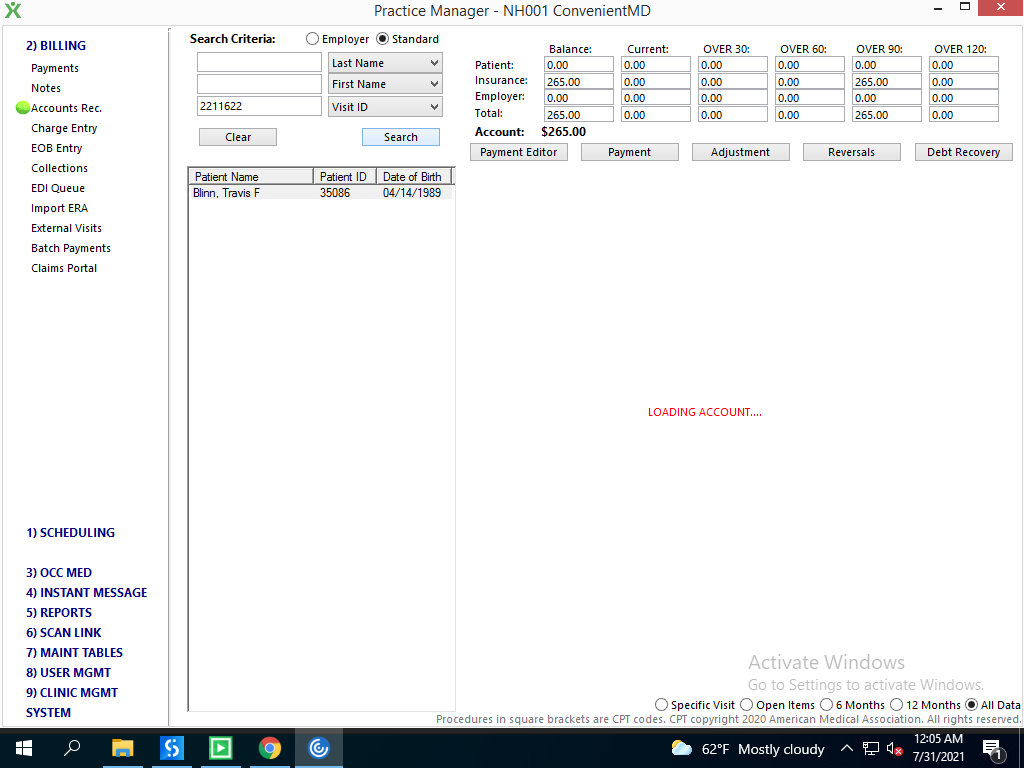 Practice Manager - NH001 ConvenientMD
2) BILLING
Payments
Notes
Accounts Rec.
Charge Entry
EOB Entry
Collections
EDI Queue
Import ERA
External Visits
Batch Payments
Claims Portal
1) SCHEDULING
3) OCC MED
4) INSTANT MESSAGE
5) REPORTS
6) SCAN LINK
7) MAINT TABLES
8) USER MGMT
9) CLINIC MGMT
SYSTEM
Search Criteria: Employer Standard
Last Name
First Name
2211622 Visit ID
Clear Search
Patient Name Patient ID Date of Birth
Blinn, Travis F 35086 04/14/1989
Balance: Current: OVER 30: OVER 60: OVER 90: OVER 120:
Patient: 0.00 0.00 0.00 0.00 0.00 0.00
Insurance: 265.00 0.00 0.00 0.00 265.00 0.00
Employer: 0.00 0.00 0.00 0.00 0.00 0.00
Total: 265.00 0.00 0.00 0.00 265.00 0.00
Account: $265.00
Payment Editor Payment Adjustment Reversals Debt Recovery
LOADING ACCOUNT....
Activate Windows
Go to Settings to activate Windows.
Specific Visit Open Items 6 Months 12 Months All Data
Procedures in square brackets are CPT codes. CPT copyright 2020 American Medical Association. All rights reserved.
62°F Mostly cloudy
12:05 AM
7/31/2021
1